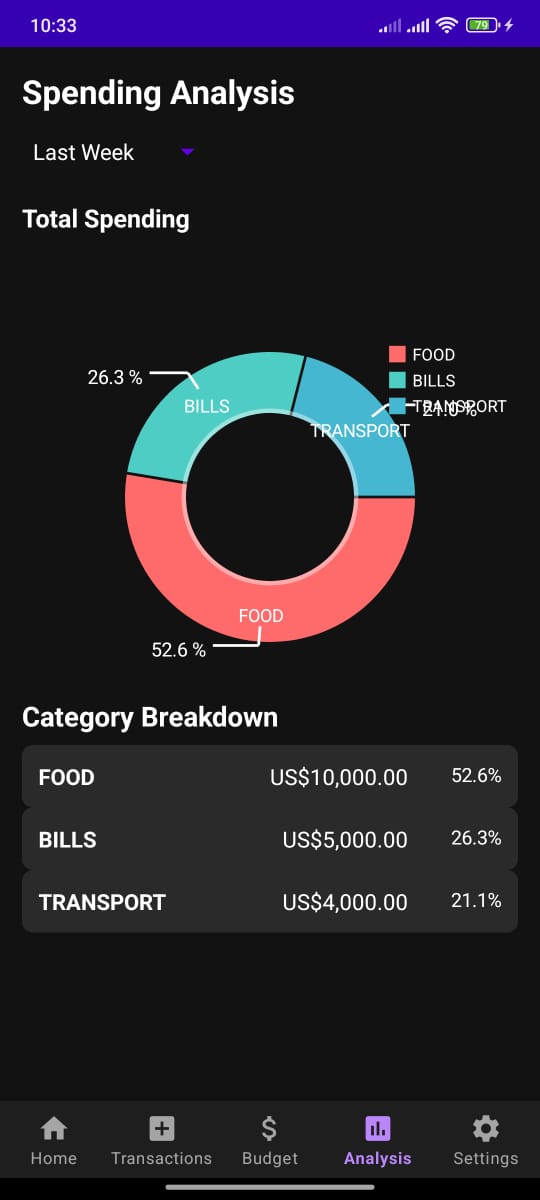 10:33
79
Spending Analysis
Last Week
Total Spending
FOOD
26.3 %
BILLS
BILLS
TRANSPORT
21.0 %
TRANSPORT
FOOD
52.6 %
Category Breakdown
FOOD US$10,000.00 52.6%
BILLS US$5,000.00 26.3%
TRANSPORT US$4,000.00 21.1%
Home Transactions Budget Analysis Settings